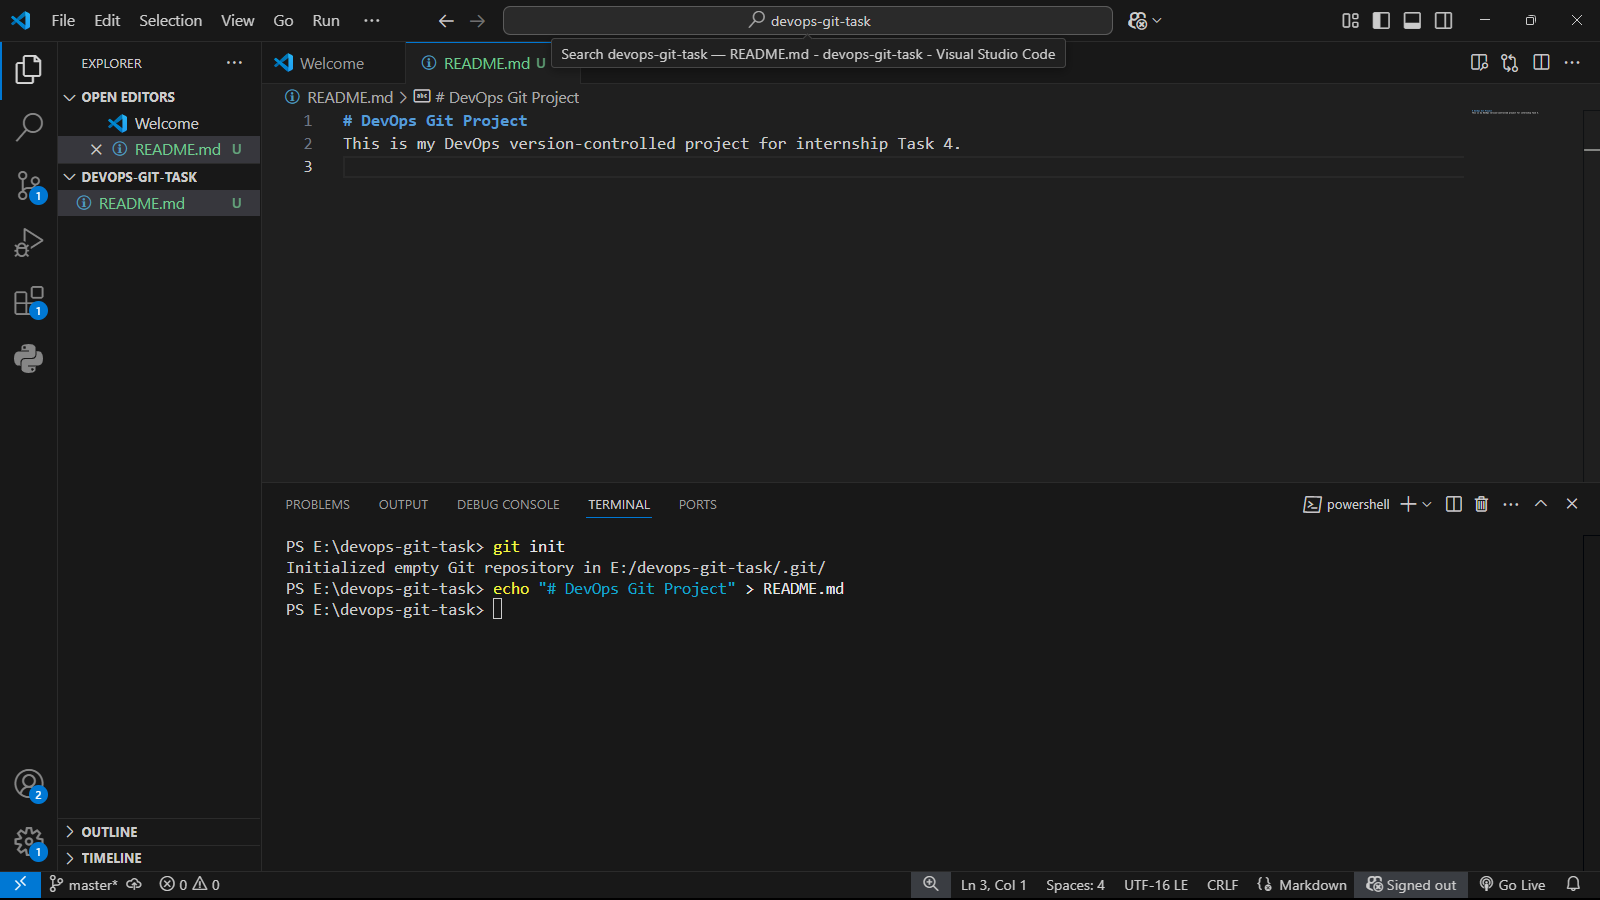 File Edit Selection View Go Run ···
devops-git-task
Search devops-git-task — README.md - devops-git-task - Visual Studio Code
EXPLORER
OPEN EDITORS
Welcome
README.md U
DEVOPS-GIT-TASK
README.md U
OUTLINE
TIMELINE
1
1
2
1
Welcome
README.md U
README.md > # DevOps Git Project
1 # DevOps Git Project
2 This is my DevOps version-controlled project for internship Task 4.
3
PROBLEMS OUTPUT DEBUG CONSOLE TERMINAL PORTS
powershell
PS E:\devops-git-task> git init
Initialized empty Git repository in E:/devops-git-task/.git/
PS E:\devops-git-task> echo "# DevOps Git Project" > README.md
PS E:\devops-git-task>
master* 0 0
Ln 3, Col 1 Spaces: 4 UTF-16 LE CRLF {} Markdown Signed out Go Live